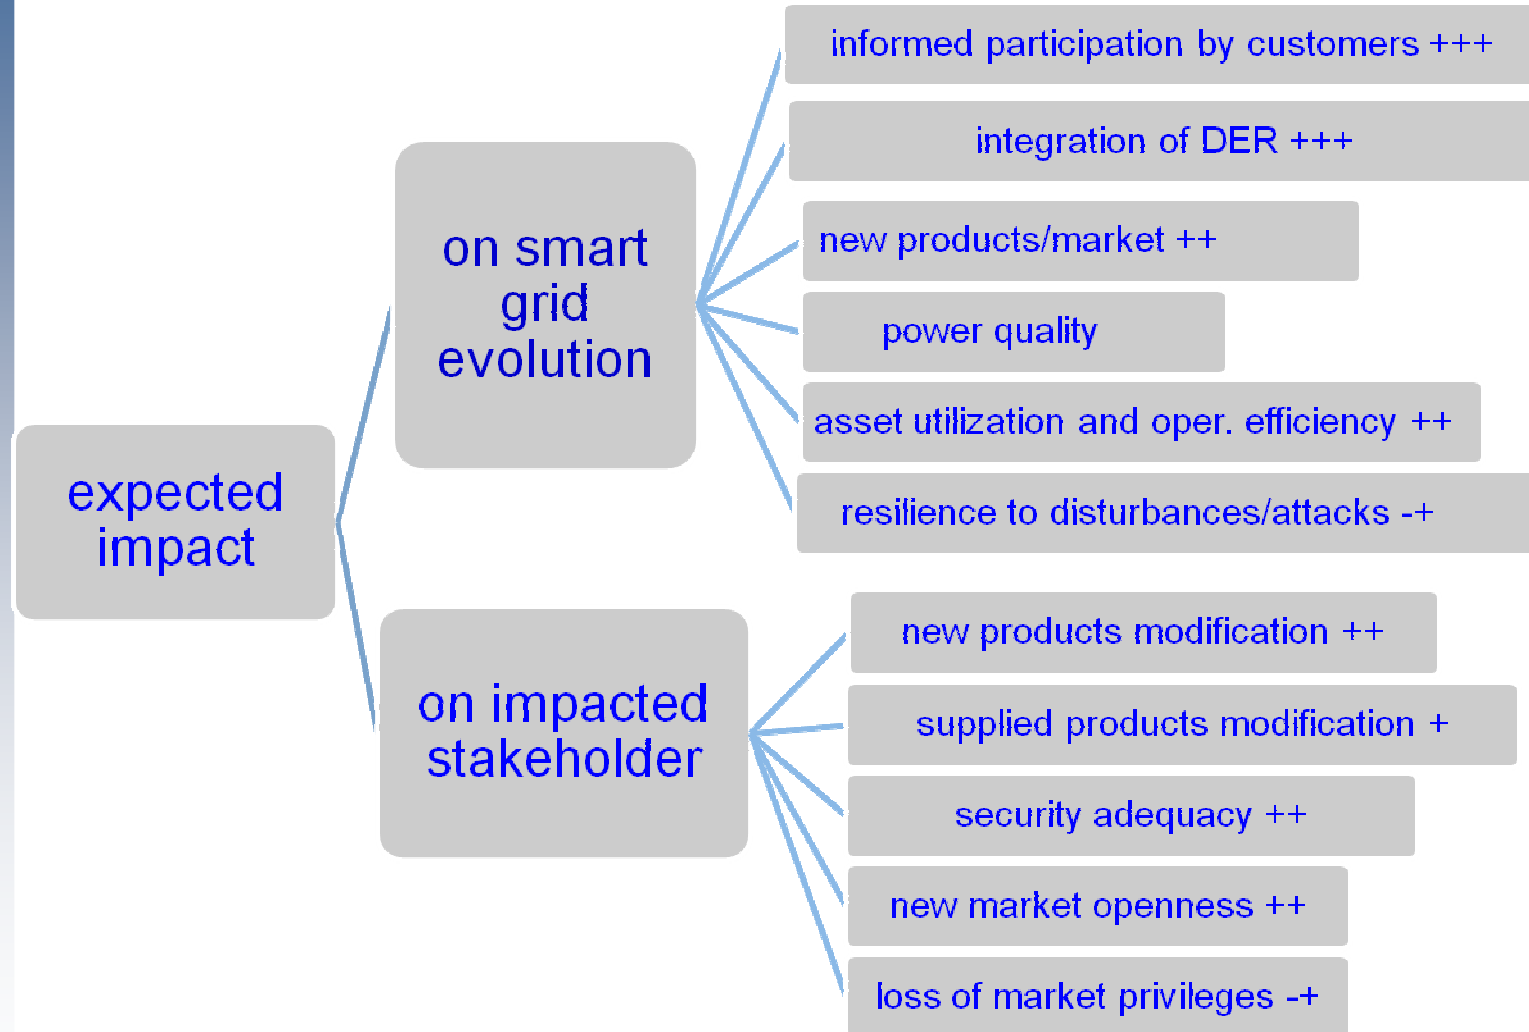 expected
impact
on smart
grid
evolution
informed participation by customers +++
integration of DER +++
new products/market ++
power quality
asset utilization and oper. efficiency ++
resilience to disturbances/attacks -+
on impacted
stakeholder
new products modification ++
supplied products modification +
security adequacy ++
new market openness ++
loss of market privileges -+